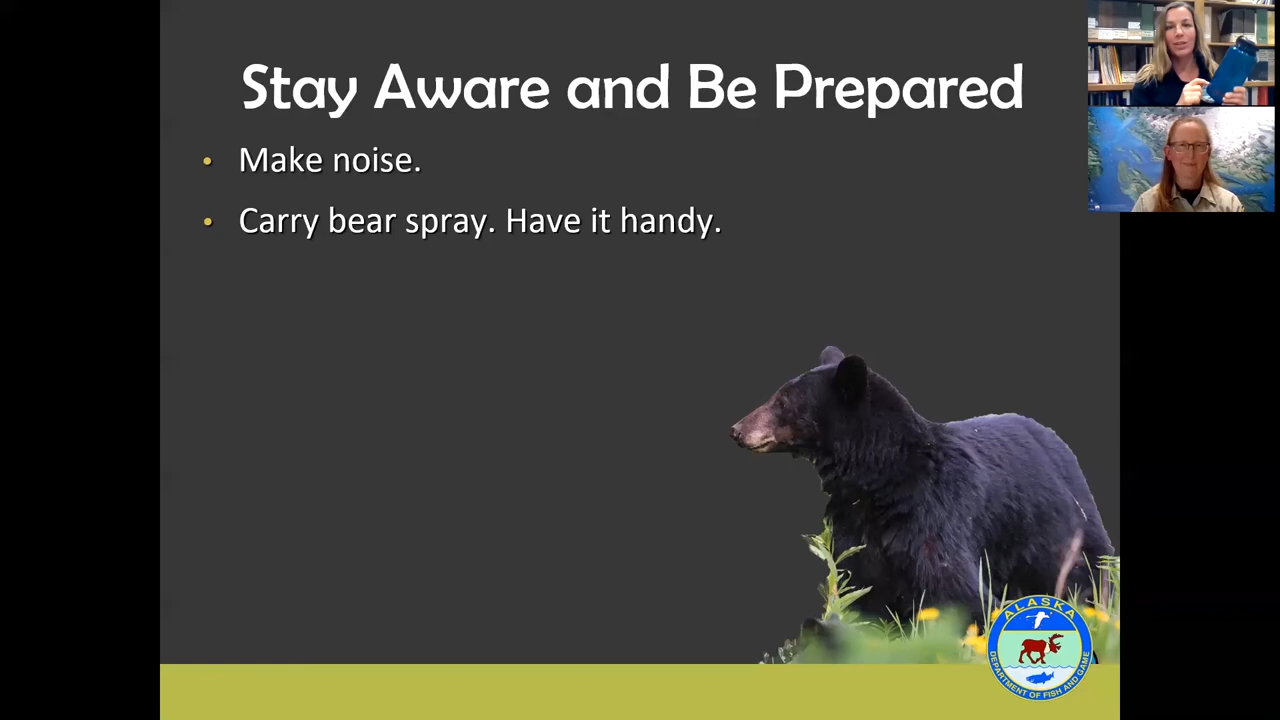 Stay Aware and Be Prepared
• Make noise.
• Carry bear spray. Have it handy.
ALASKA
DEPARTMENT OF FISH AND GAME